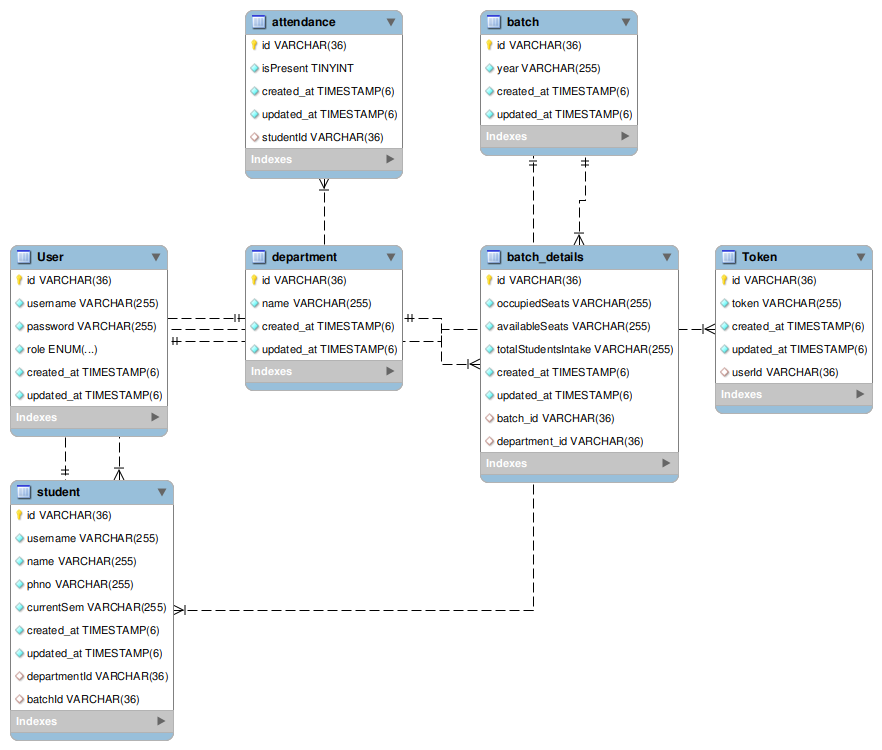 attendance
id VARCHAR(36)
isPresent TINYINT
created_at TIMESTAMP(6)
updated_at TIMESTAMP(6)
studentId VARCHAR(36)
Indexes
batch
id VARCHAR(36)
year VARCHAR(255)
created_at TIMESTAMP(6)
updated_at TIMESTAMP(6)
Indexes
User
id VARCHAR(36)
username VARCHAR(255)
password VARCHAR(255)
role ENUM(...)
created_at TIMESTAMP(6)
updated_at TIMESTAMP(6)
Indexes
department
id VARCHAR(36)
name VARCHAR(255)
created_at TIMESTAMP(6)
updated_at TIMESTAMP(6)
Indexes
batch_details
id VARCHAR(36)
occupiedSeats VARCHAR(255)
availableSeats VARCHAR(255)
totalStudentsIntake VARCHAR(255)
created_at TIMESTAMP(6)
updated_at TIMESTAMP(6)
batch_id VARCHAR(36)
department_id VARCHAR(36)
Indexes
Token
id VARCHAR(36)
token VARCHAR(255)
created_at TIMESTAMP(6)
updated_at TIMESTAMP(6)
userId VARCHAR(36)
Indexes
student
id VARCHAR(36)
username VARCHAR(255)
name VARCHAR(255)
phno VARCHAR(255)
currentSem VARCHAR(255)
created_at TIMESTAMP(6)
updated_at TIMESTAMP(6)
departmentId VARCHAR(36)
batchId VARCHAR(36)
Indexes